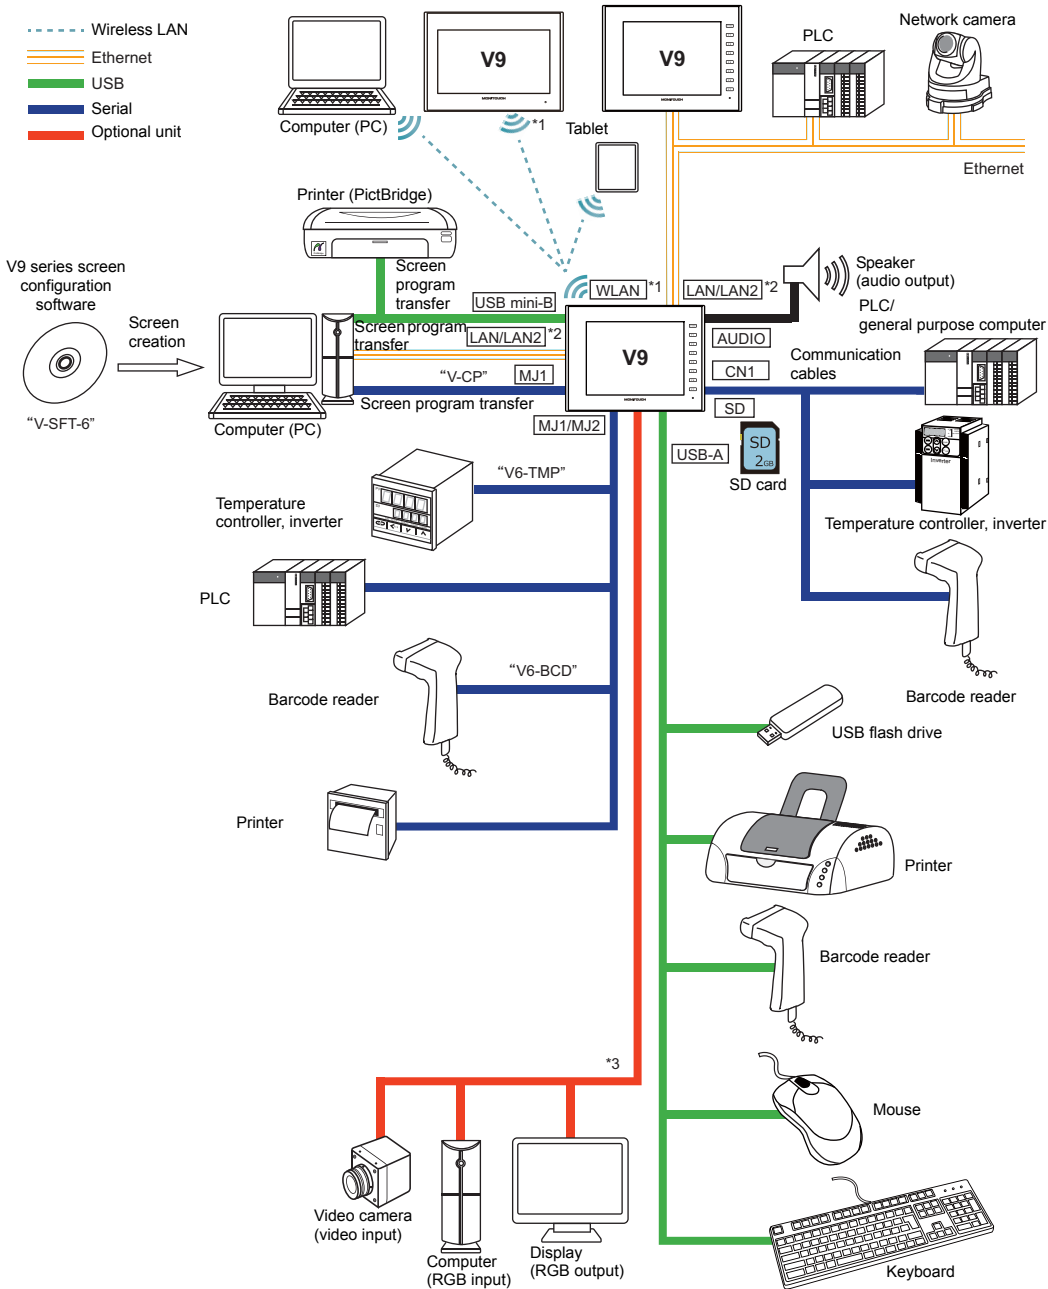 Wireless LAN
Ethernet
USB
Serial
Optional unit
Computer (PC)
V9
MONITOUCH
*1
V9
MONITOUCH
PLC
Network camera
Tablet
Ethernet
Printer (PictBridge)
V9 series screen
configuration
software
"V-SFT-6"
Screen
creation
Screen
program
transfer
USB mini-B
WLAN
*1
LAN/LAN2
*2
Speaker
(audio output)
PLC/
general purpose computer
Screen program
transfer
LAN/LAN2
*2
"V-CP"
MJ1
Screen program transfer
Computer (PC)
V9
MONITOUCH
AUDIO
CN1
Communication
cables
MJ1/MJ2
SD
USB-A
SD
2GB
SD card
Inverter
Temperature controller, inverter
"V6-TMP"
Temperature
controller, inverter
PLC
Barcode reader
"V6-BCD"
Barcode reader
USB flash drive
Printer
Printer
Barcode reader
*3
Mouse
Video camera
(video input)
Computer
(RGB input)
Display
(RGB output)
Keyboard